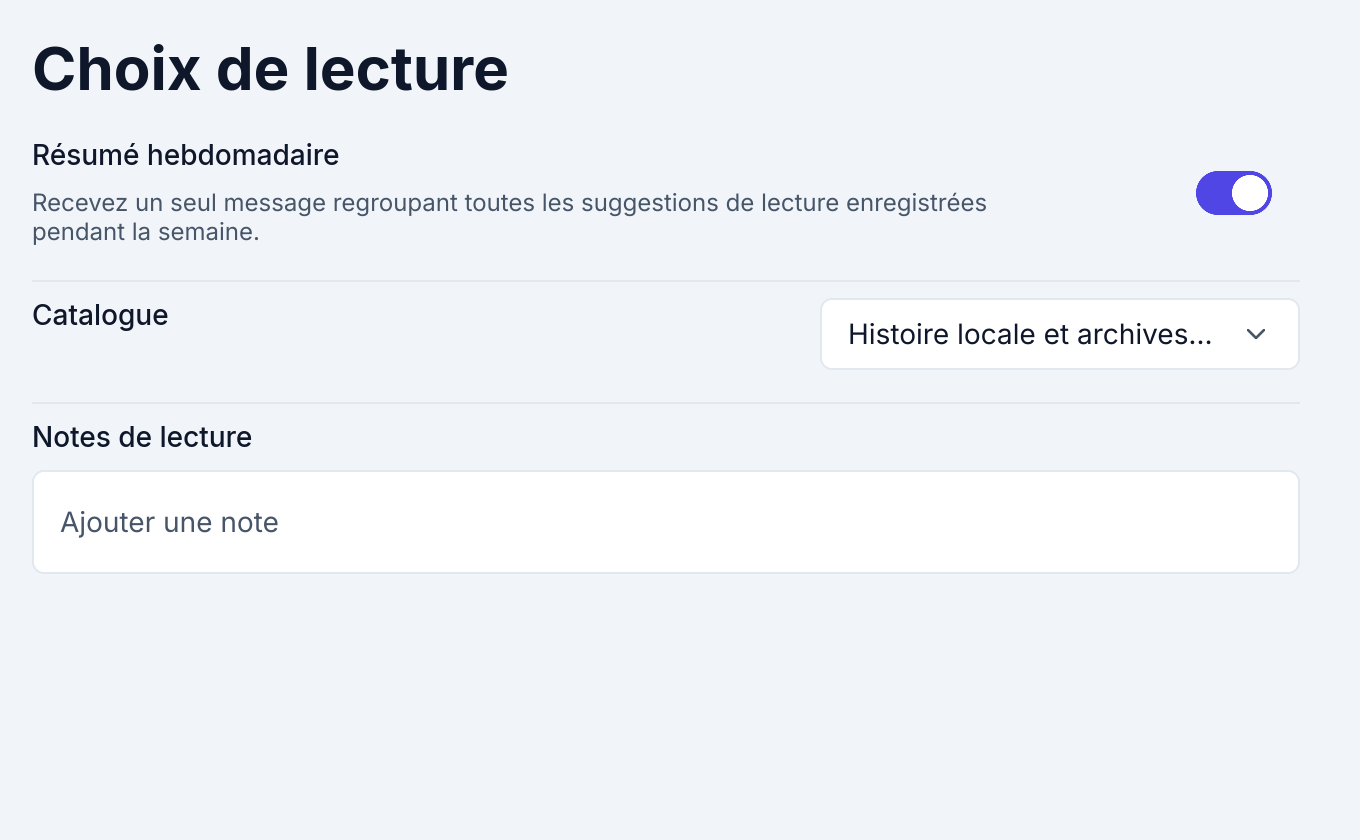 Choix de lecture
Résumé hebdomadaire
Recevez un seul message regroupant toutes les suggestions de lecture enregistrées
pendant la semaine.
Catalogue
Histoire locale et archives…
Notes de lecture
Ajouter une note